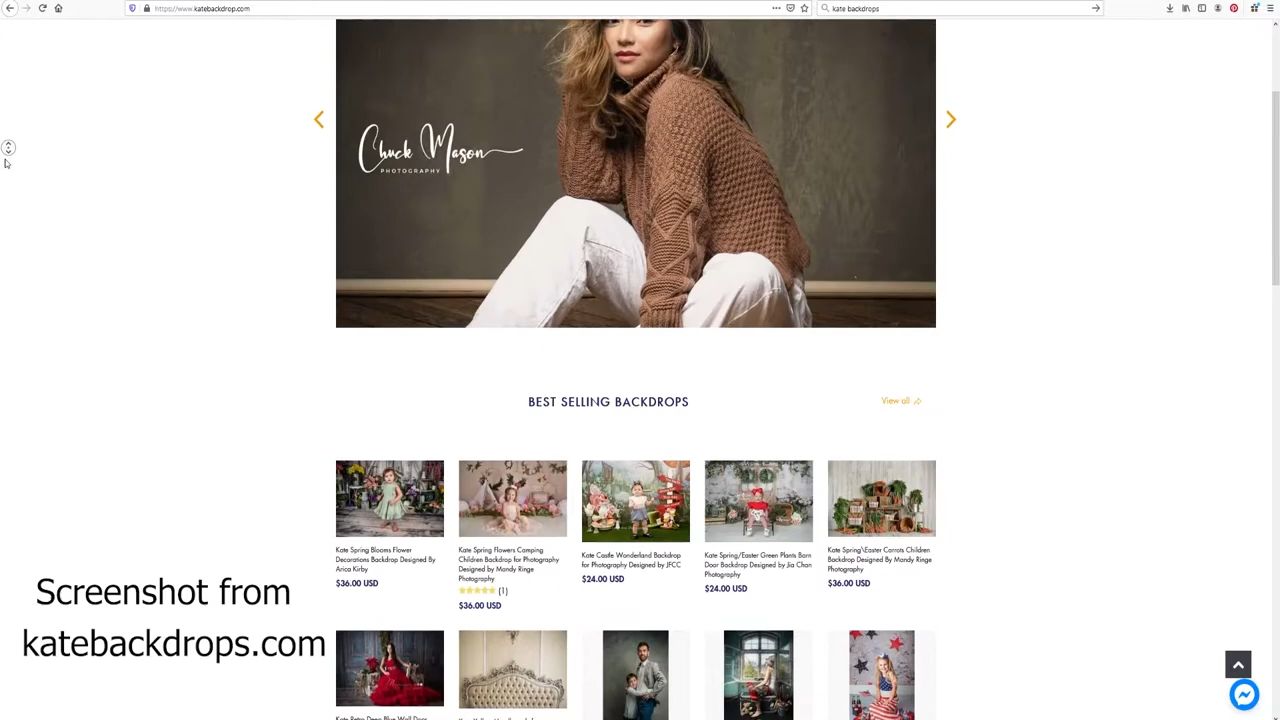 https://www.katebackdrop.com
kate backdrops
Chuck Mason
PHOTOGRAPHY
BEST SELLING BACKDROPS
View all
Kate Spring Blooms Flower
Decorations Backdrop Designed By
Arica Kirby
$36.00 USD
Kate Spring Flowers Camping
Children Backdrop for Photography
Designed by Mandy Ringe
Photography
(1)
$36.00 USD
Kate Castle Wonderland Backdrop
for Photography Designed by JFCC
$24.00 USD
Kate Spring/Easter Green Plants Barn
Door Backdrop Designed by Jia Chan
Photography
$24.00 USD
Kate Spring\Easter Carrots Children
Backdrop Designed By Mandy Ringe
Photography
$36.00 USD
Screenshot from
katebackdrops.com